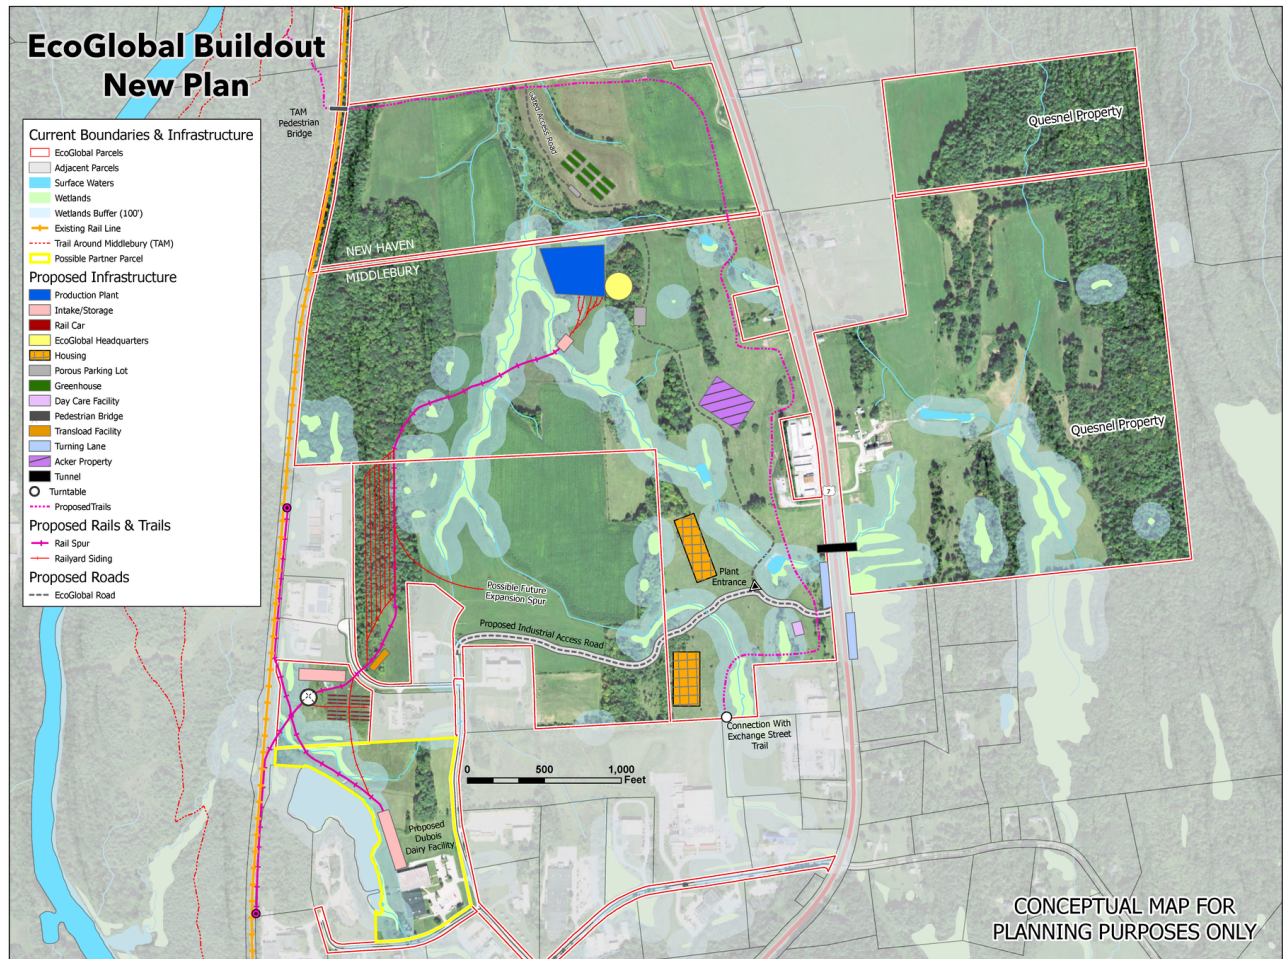 EcoGlobal Buildout
New Plan
Current Boundaries & Infrastructure
EcoGlobal Parcels
Adjacent Parcels
Surface Waters
Wetlands
Wetlands Buffer (100')
Existing Rail Line
Trail Around Middlebury (TAM)
Possible Partner Parcel
Proposed Infrastructure
Production Plant
Intake/Storage
Rail Car
EcoGlobal Headquarters
Housing
Porous Parking Lot
Greenhouse
Day Care Facility
Pedestrian Bridge
Transload Facility
Turning Lane
Acker Property
Tunnel
Turntable
ProposedTrails
Proposed Rails & Trails
Rail Spur
Railyard Siding
Proposed Roads
EcoGlobal Road
TAM
Pedestrian
Bridge
Access Road
NEW HAVEN
MIDDLEBURY
Quesnel Property
Quesnel Property
7
Plant
Entrance
Possible Future
Expansion Spur
Proposed Industrial Access Road
Connection With
Exchange Street
Trail
0 500 1,000
Feet
Proposed
Dubois
Dairy Facility
CONCEPTUAL MAP FOR
PLANNING PURPOSES ONLY